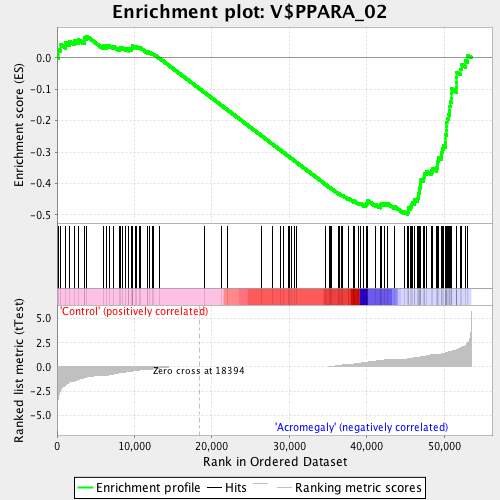 Enrichment plot: V$PPARA_02
Enrichment score (ES)
0.0
-0.1
-0.2
-0.3
-0.4
-0.5
'Control' (positively correlated)
Ranked list metric (tTest)
5.0
2.5
0.0
-2.5
-5.0
Zero cross at 18394
'Acromegaly' (negatively correlated)
0 10,000 20,000 30,000 40,000 50,000
Rank in Ordered Dataset
Enrichment profile Hits Ranking metric scores